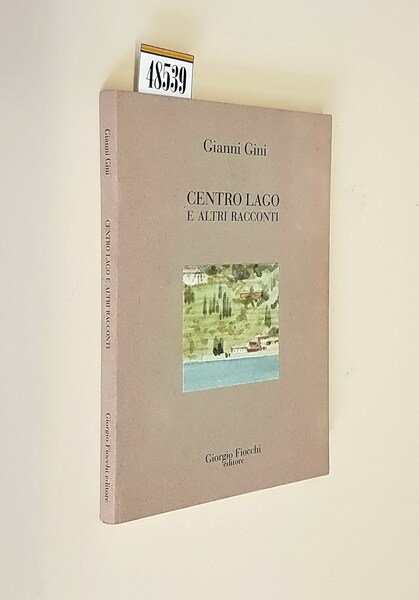 48539
Gianni Gini
CENTRO LAGO
E ALTRI RACCONTI
Giorgio Fiocchi
editore
Gianni Gini
CENTRO LAGO E ALTRI RACCONTI
Giorgio Fiocchi editore